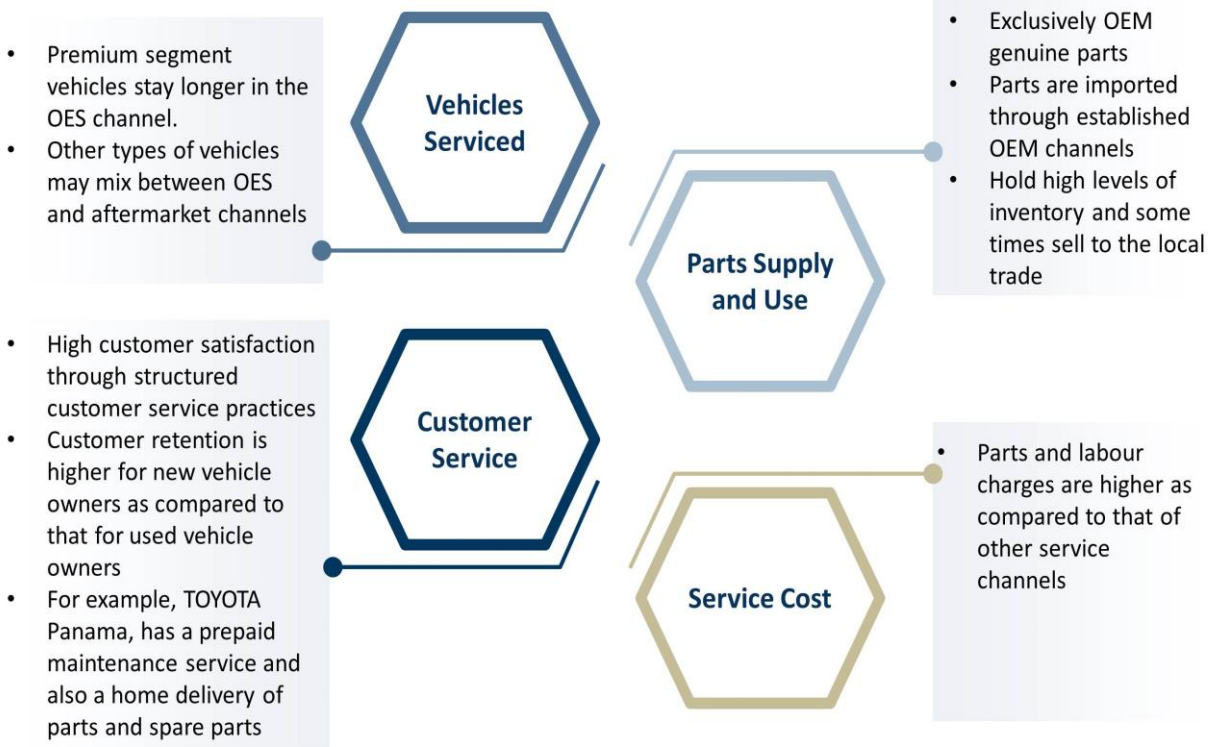 • Premium segment
vehicles stay longer in the
OES channel.
• Other types of vehicles
may mix between OES
and aftermarket channels
Vehicles
Serviced
• Exclusively OEM
genuine parts
• Parts are imported
through established
OEM channels
• Hold high levels of
inventory and some
times sell to the local
trade
Parts Supply
and Use
• High customer satisfaction
through structured
customer service practices
• Customer retention is
higher for new vehicle
owners as compared to
that for used vehicle
owners
• For example, TOYOTA
Panama, has a prepaid
maintenance service and
also a home delivery of
parts and spare parts
Customer
Service
• Parts and labour
charges are higher as
compared to that of
other service
channels
Service Cost